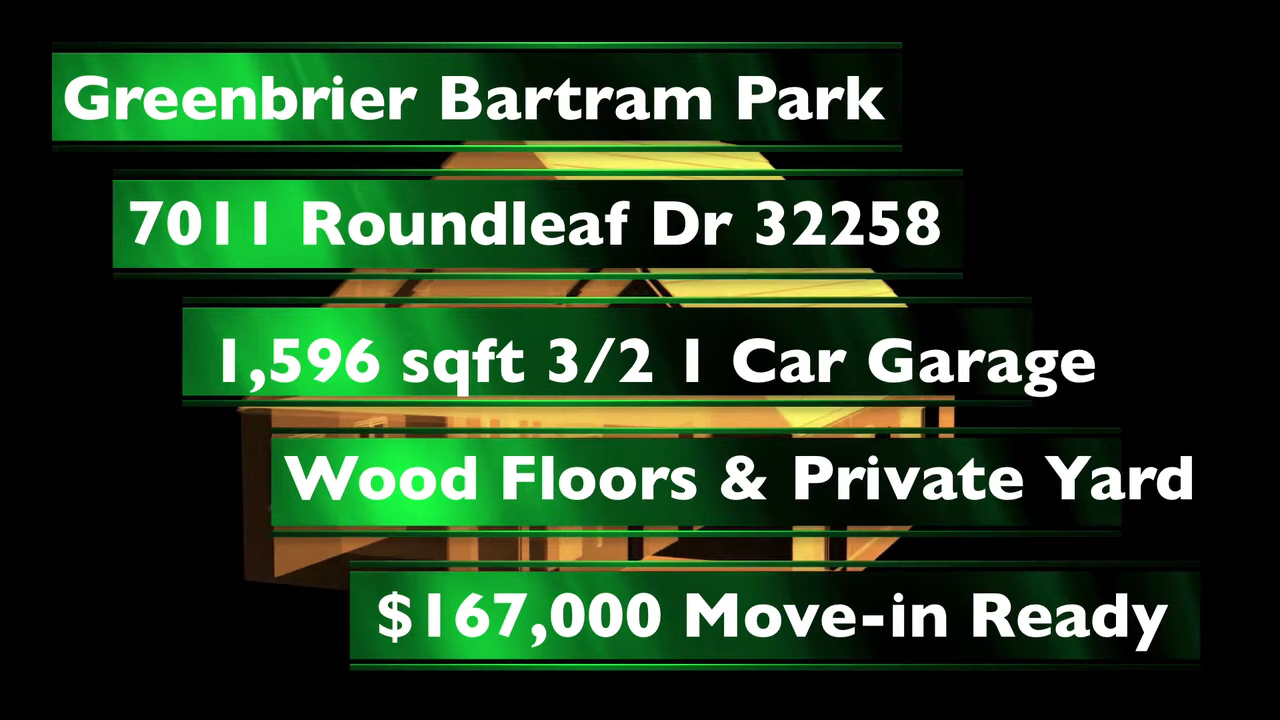 Greenbrier Bartram Park
7011 Roundleaf Dr 32258
1,596 sqft 3/2 1 Car Garage
Wood Floors & Private Yard
$167,000 Move-in Ready